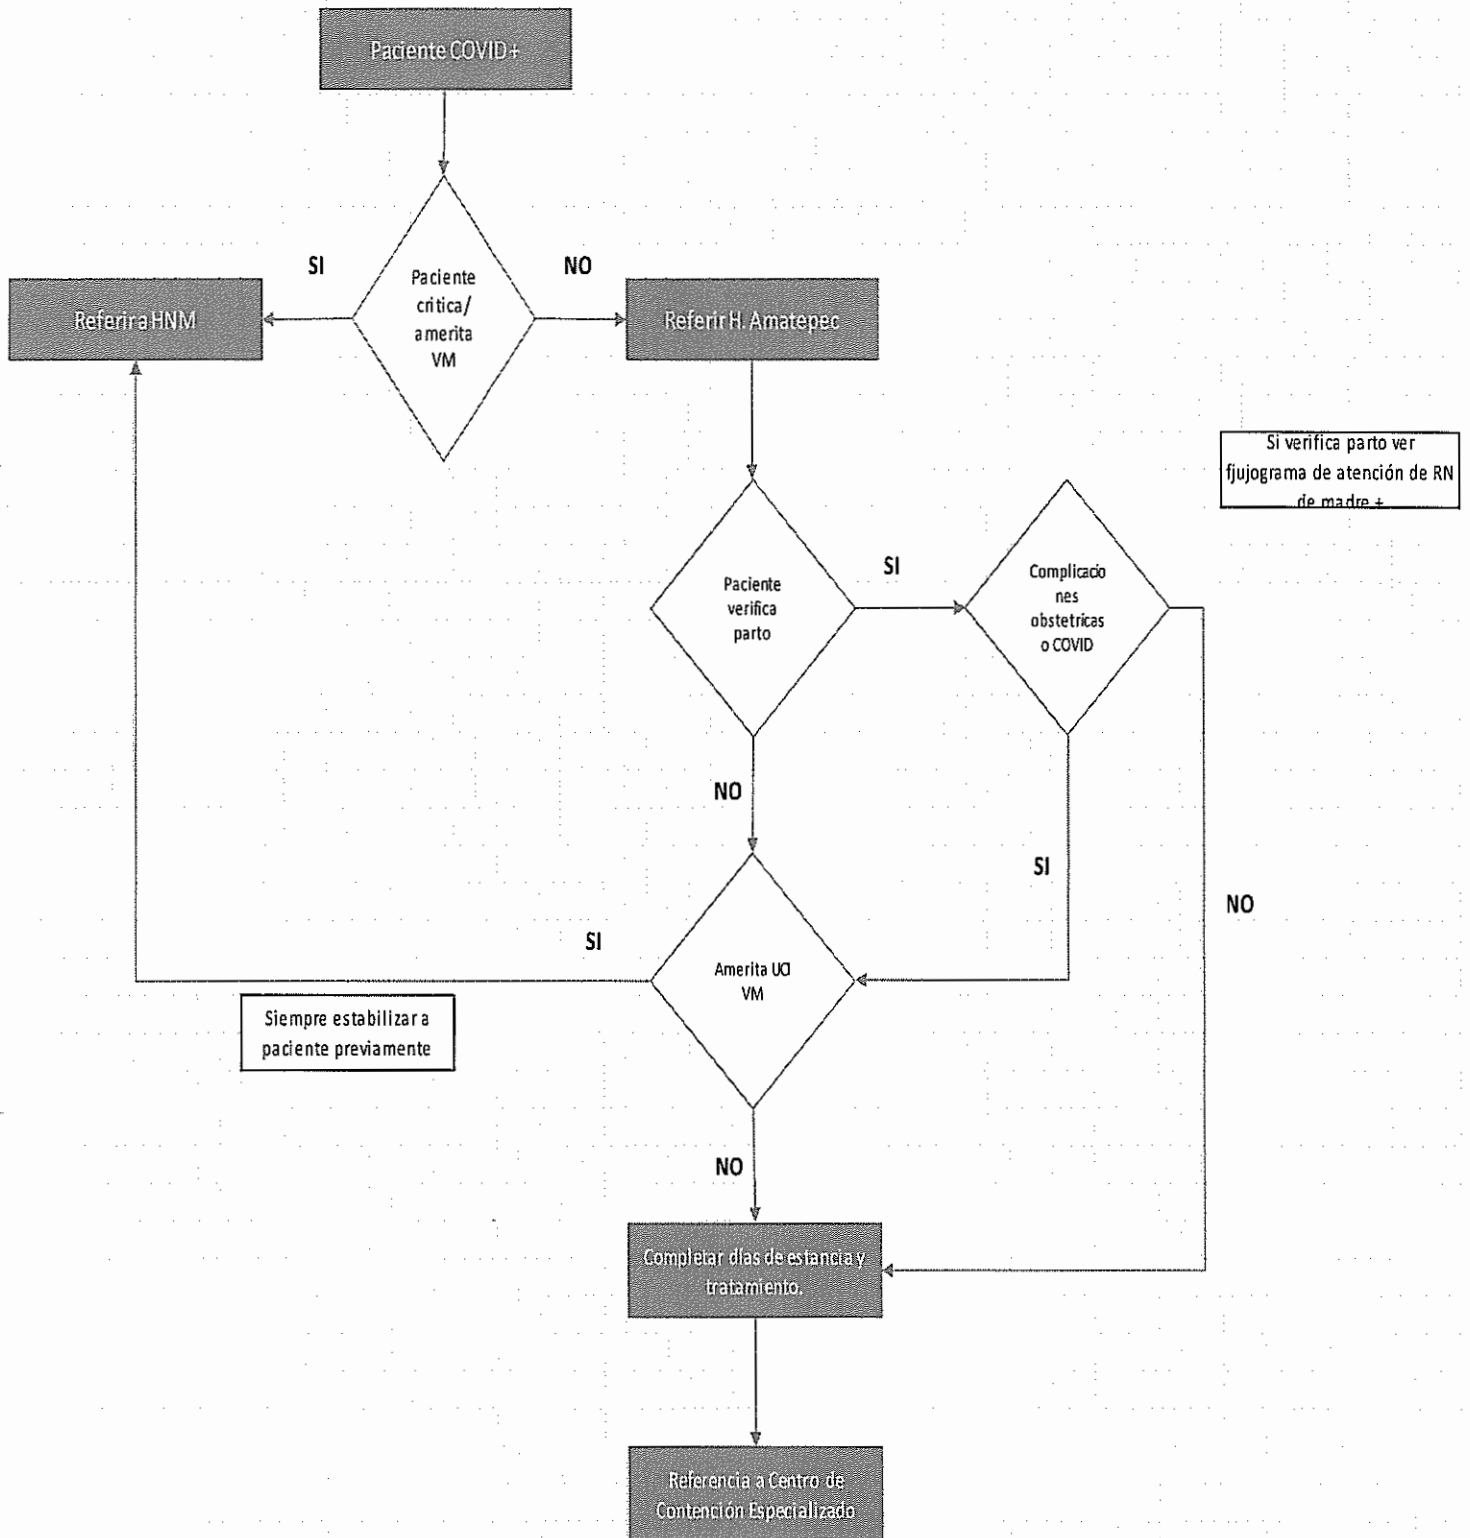 Paciente COVID+
SI
NO
Paciente
critica/
amerita
VM
Referir a HNM
Referir H. Amatepec
Si verifica parto ver
fjujograma de atención de RN
de madre +
Paciente
verifica
parto
SI
Complicacio
nes
obstetricas
o COVID
NO
SI
NO
SI
Amerita UCI
VM
Siempre estabilizar a
paciente previamente
NO
Completar días de estancia y
tratamiento.
Referencia a Centro de
Contención Especializado